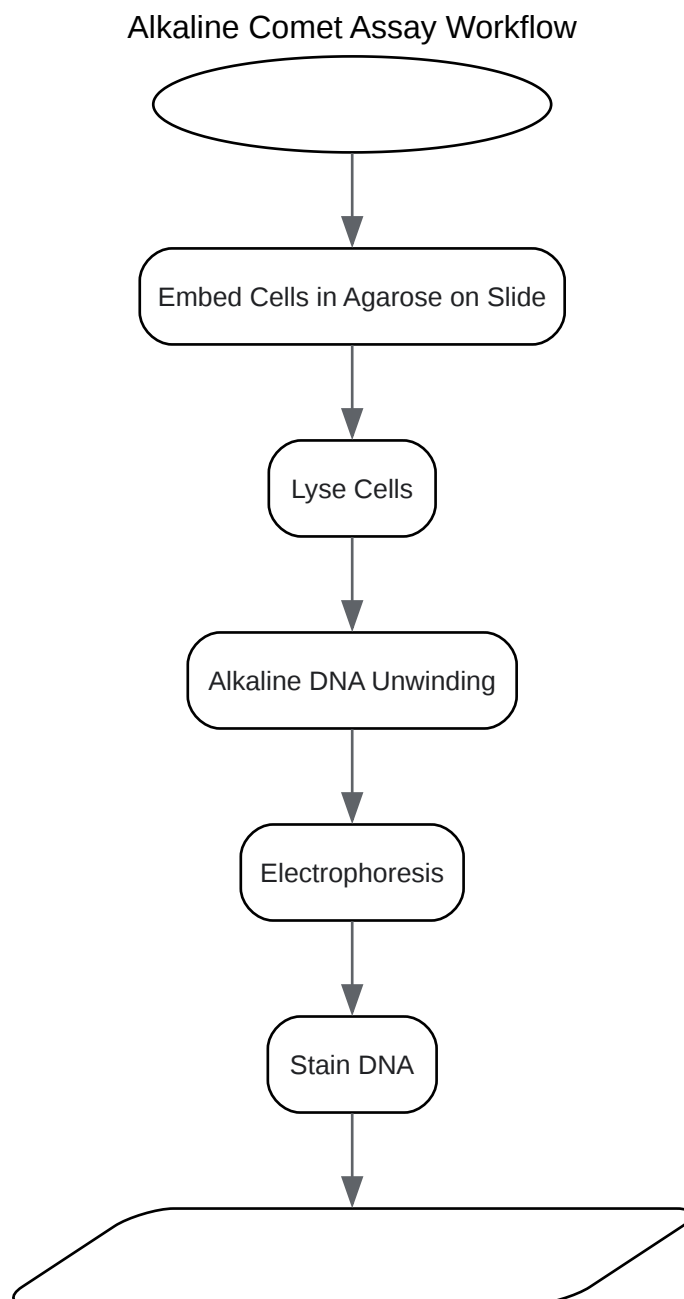 Alkaline Comet Assay Workflow
Embed Cells in Agarose on Slide
Lyse Cells
Alkaline DNA Unwinding
Electrophoresis
Stain DNA